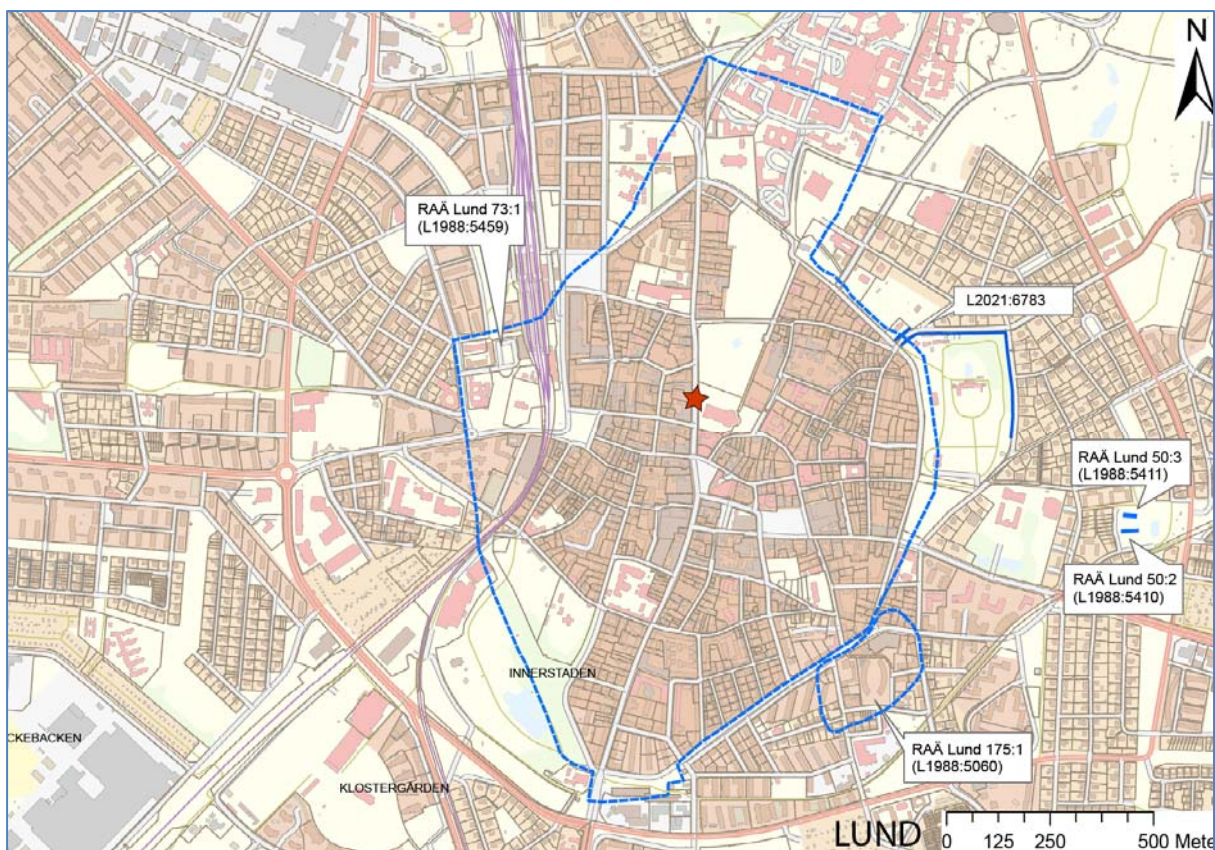 N
RAÄ Lund 73:1
(L1988:5459)
L2021:6783
RAÄ Lund 50:3
(L1988:5411)
RAÄ Lund 50:2
(L1988:5410)
INNERSTADEN
CKEBACKEN
RAÄ Lund 175:1
(L1988:5060)
KLOSTERGÅRDEN
LUND
0 125 250 500 Mete